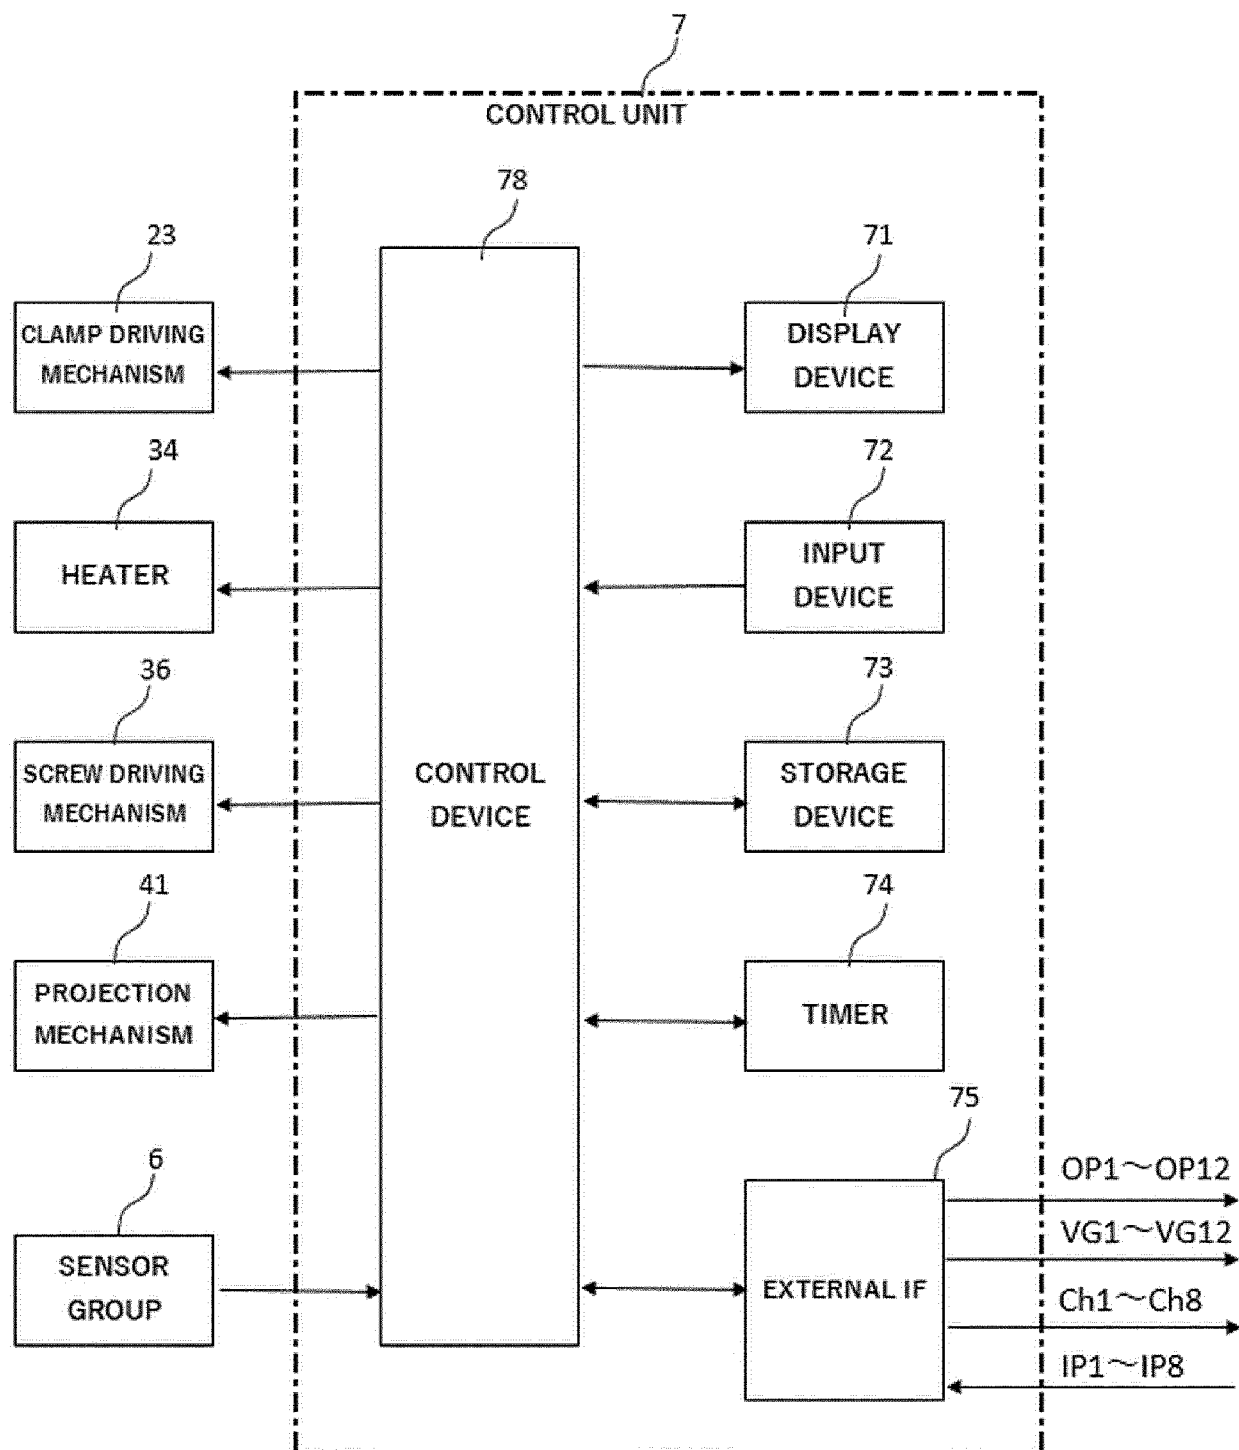 7
CONTROL UNIT
78
23
71
CLAMP DRIVING
MECHANISM
DISPLAY
DEVICE
34
72
HEATER
INPUT
DEVICE
36
73
SCREW DRIVING
MECHANISM
CONTROL
DEVICE
STORAGE
DEVICE
41
74
PROJECTION
MECHANISM
TIMER
75
6
OP1～OP12
SENSOR
GROUP
VG1～VG12
EXTERNAL IF
Ch1～Ch8
IP1～IP8